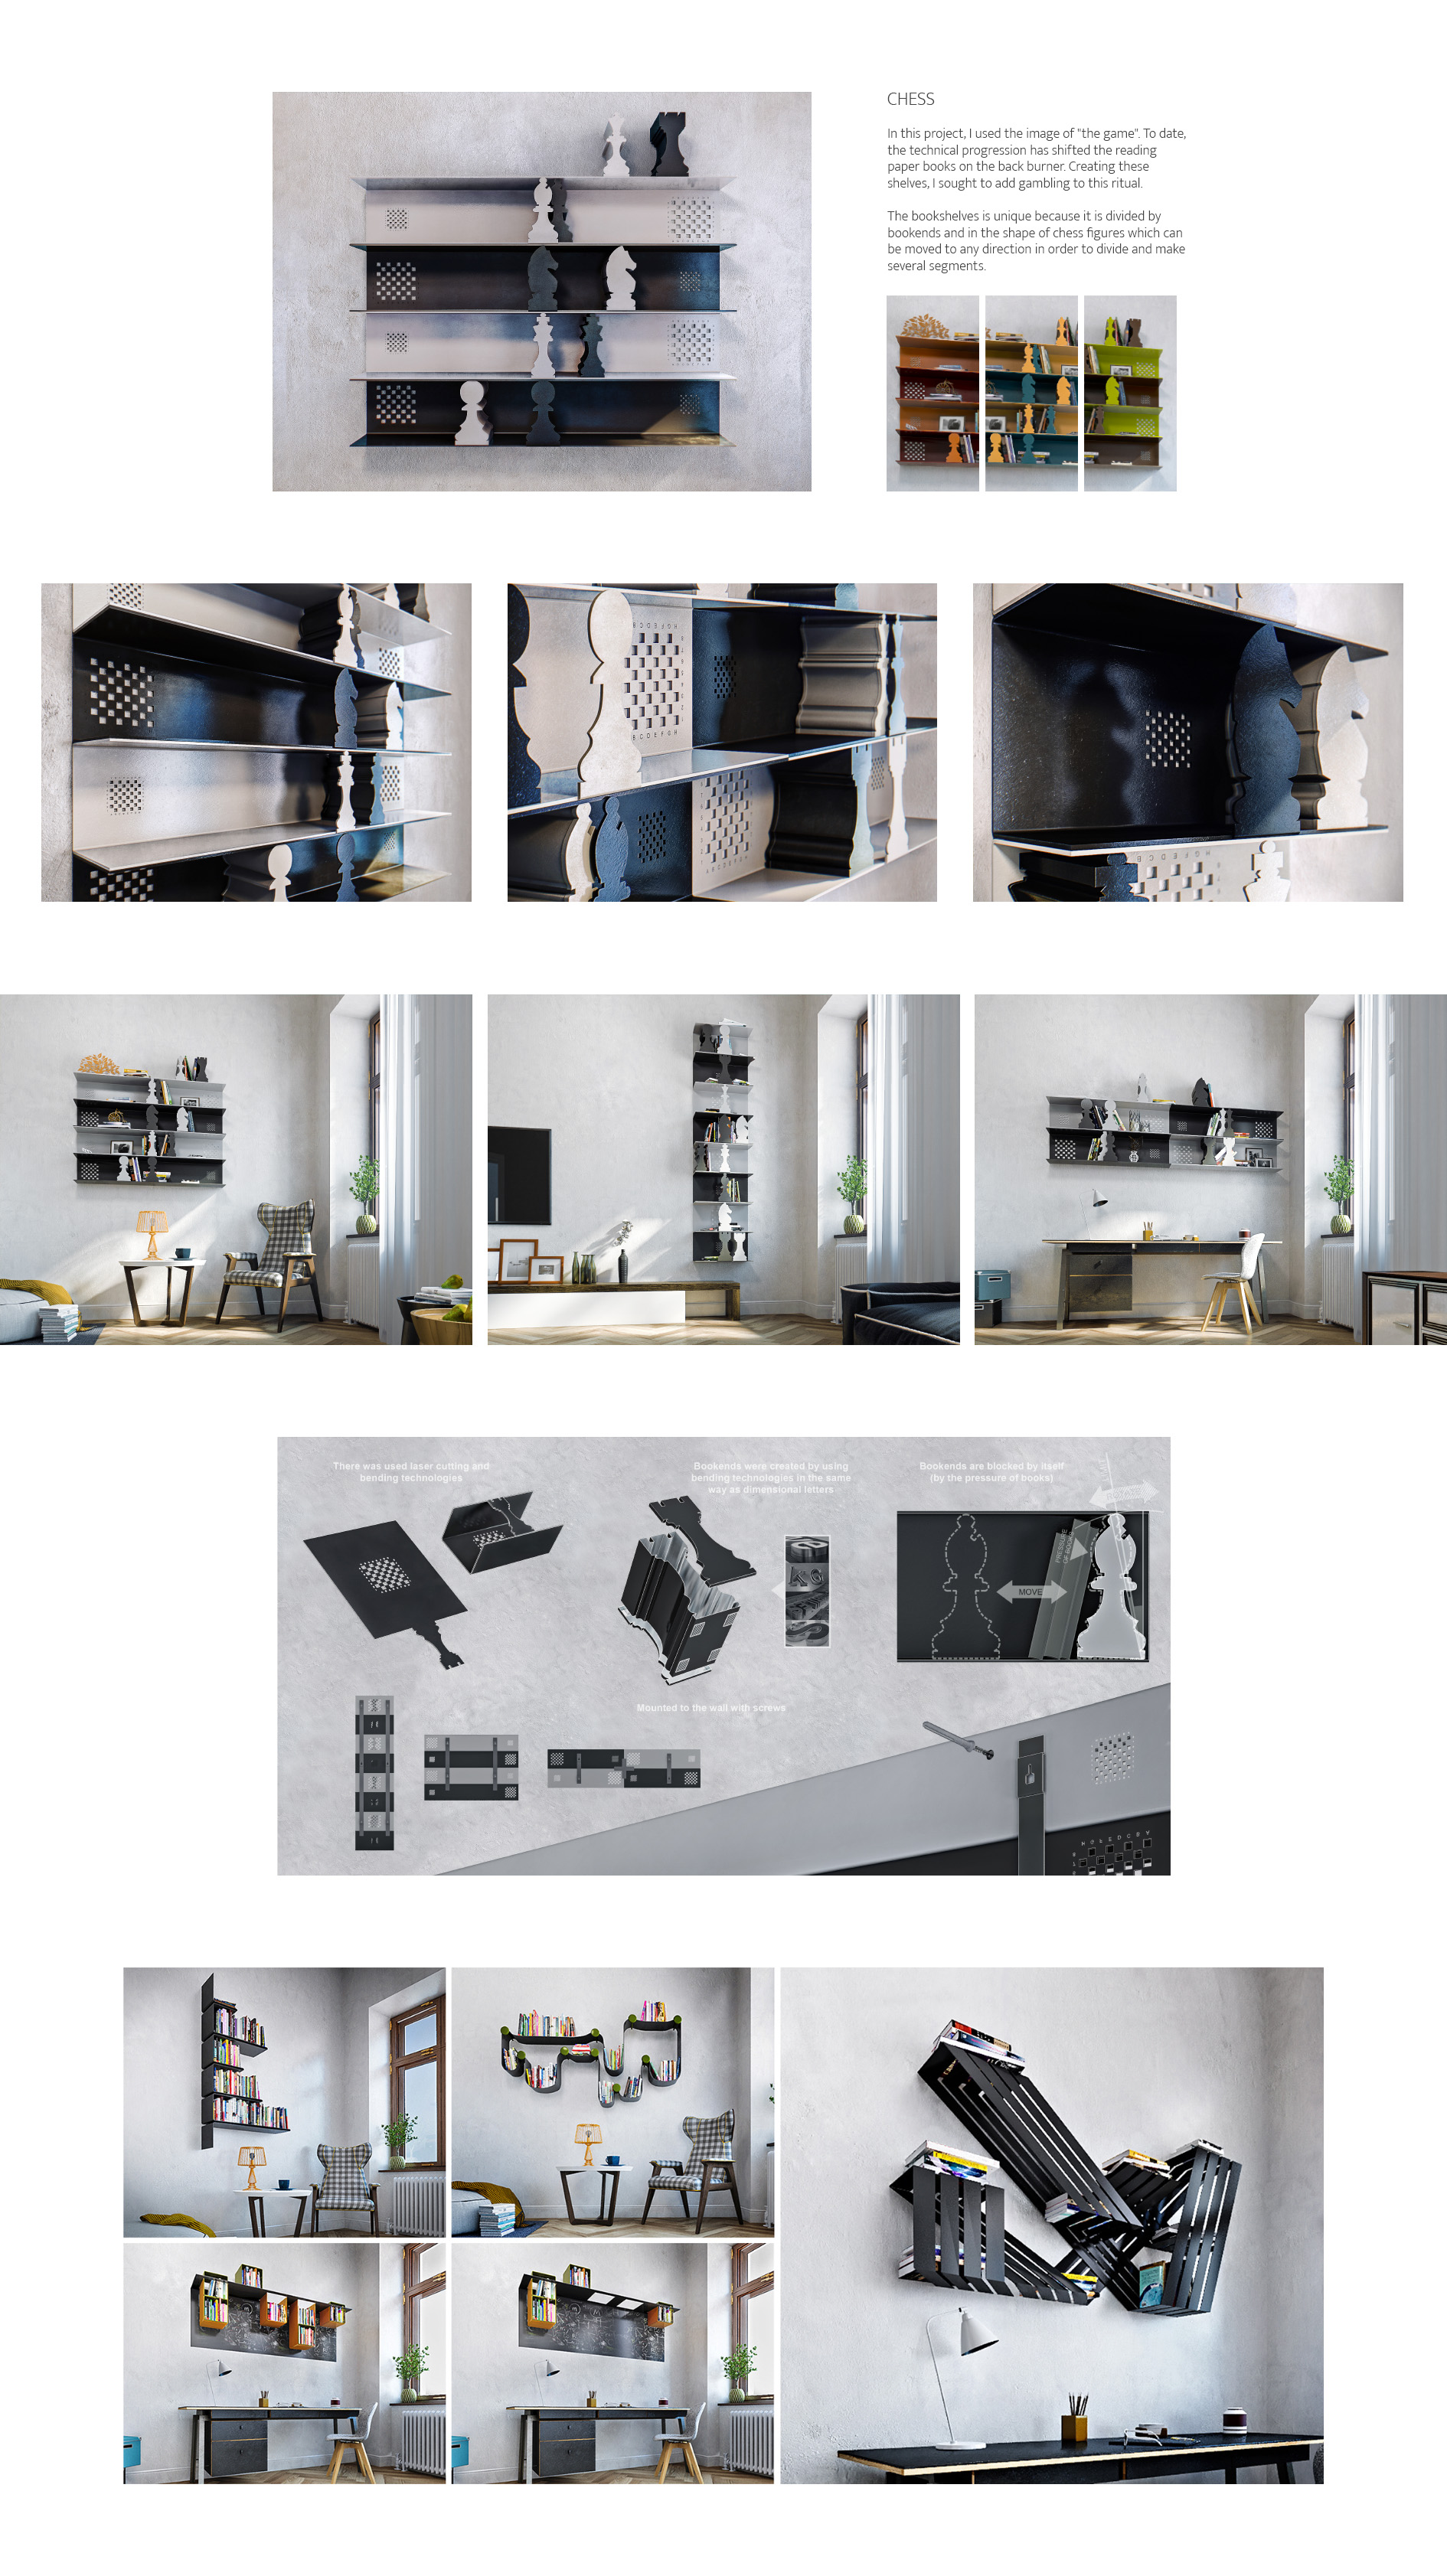 CHESS
In this project, I used the image of "the game". To date,
the technical progression has shifted the reading
paper books on the back burner. Creating these
shelves, I sought to add gambling to this ritual.
The bookshelves is unique because it is divided by
bookends and in the shape of chess figures which can
be moved to any direction in order to divide and make
several segments.
There was used laser cutting and
bending technologies
Bookends were created by using
bending technologies in the same
way as dimensional letters
Bookends are blocked by itself
(by the pressure of books)
PRESSURE
OF BOOKS
MOVE
Mounted to the wall with screws